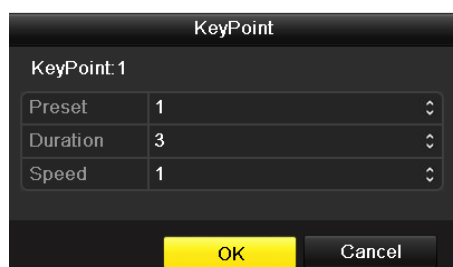 KeyPoint
KeyPoint:1
Preset 1
Duration 3
Speed 1
OK Cancel